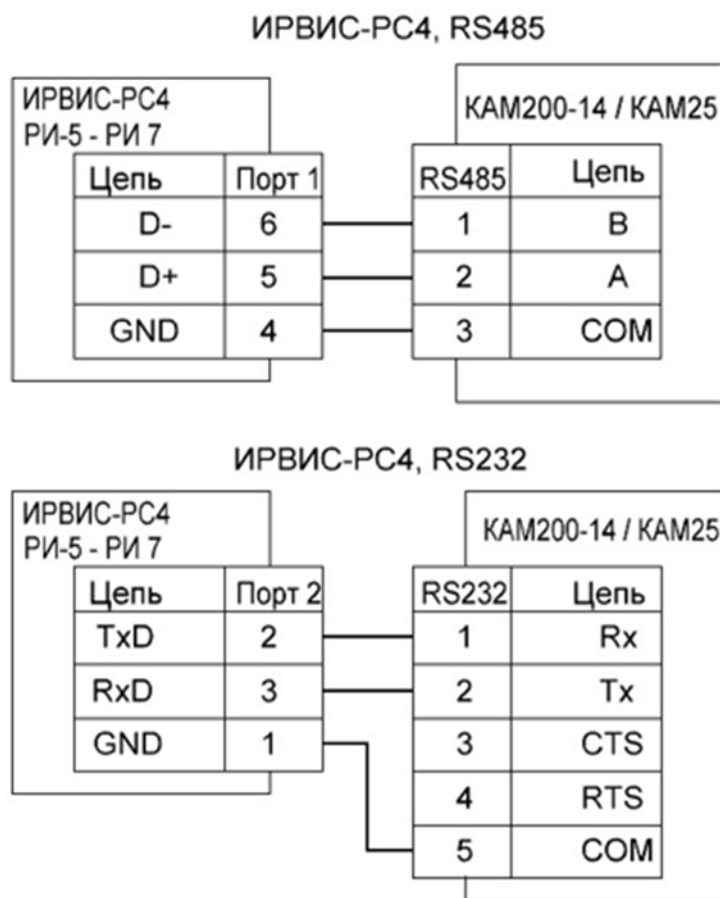 ИРВИС-РС4, RS485
ИРВИС-РС4
РИ-5 - РИ 7
КАМ200-14 / КАМ25
Цепь Порт 1 RS485 Цепь
D- 6 1 B
D+ 5 2 A
GND 4 3 COM
ИРВИС-РС4, RS232
ИРВИС-РС4
РИ-5 - РИ 7
КАМ200-14 / КАМ25
Цепь Порт 2 RS232 Цепь
TxD 2 1 Rx
RxD 3 2 Tx
GND 1 3 CTS
4 RTS
5 COM